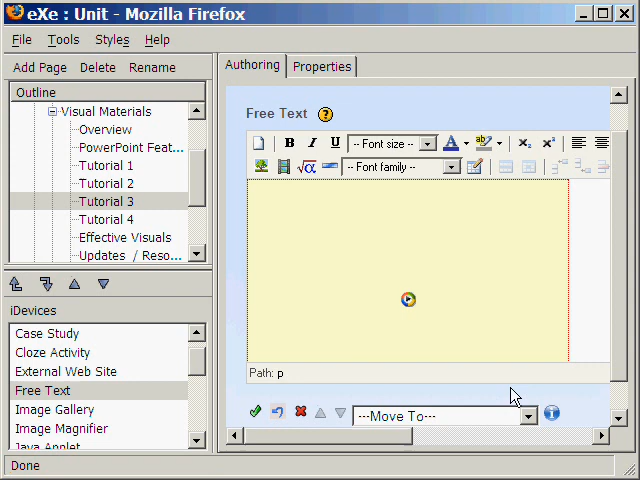 eXe : Unit - Mozilla Firefox
File Tools Styles Help
Add Page Delete Rename
Outline
Visual Materials
Overview
PowerPoint Feat...
Tutorial 1
Tutorial 2
Tutorial 3
Tutorial 4
Effective Visuals
Updates / Reso...
iDevices
Case Study
Cloze Activity
External Web Site
Free Text
Image Gallery
Image Magnifier
Java Applet
Authoring Properties
Free Text ?
B I U -- Font size -- A ab x₂ x²
√α -- Font family --
Path: p
---Move To---
Done